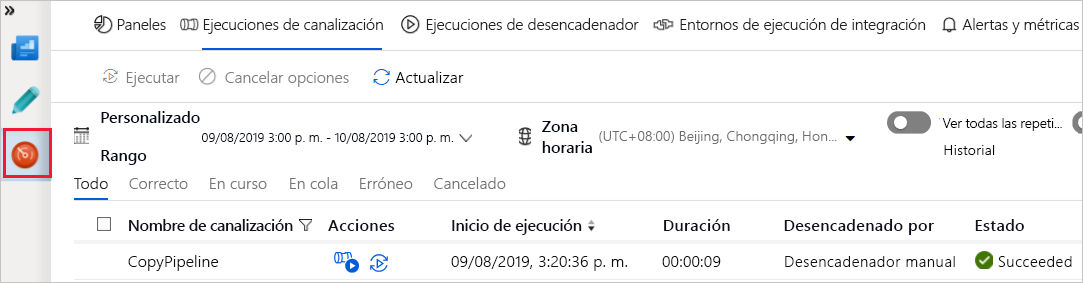 »
Paneles Ejecuciones de canalización Ejecuciones de desencadenador Entornos de ejecución de integración Alertas y métricas
Ejecutar Cancelar opciones Actualizar
Personalizado
Rango
09/08/2019 3:00 p. m. - 10/08/2019 3:00 p. m.
Zona
horaria
(UTC+08:00) Beijing, Chongqing, Hon...
Ver todas las repeti...
Historial
Todo Correcto En curso En cola Erróneo Cancelado
Nombre de canalización Acciones Inicio de ejecución Duración Desencadenado por Estado
CopyPipeline 09/08/2019, 3:20:36 p. m. 00:00:09 Desencadenador manual Succeeded